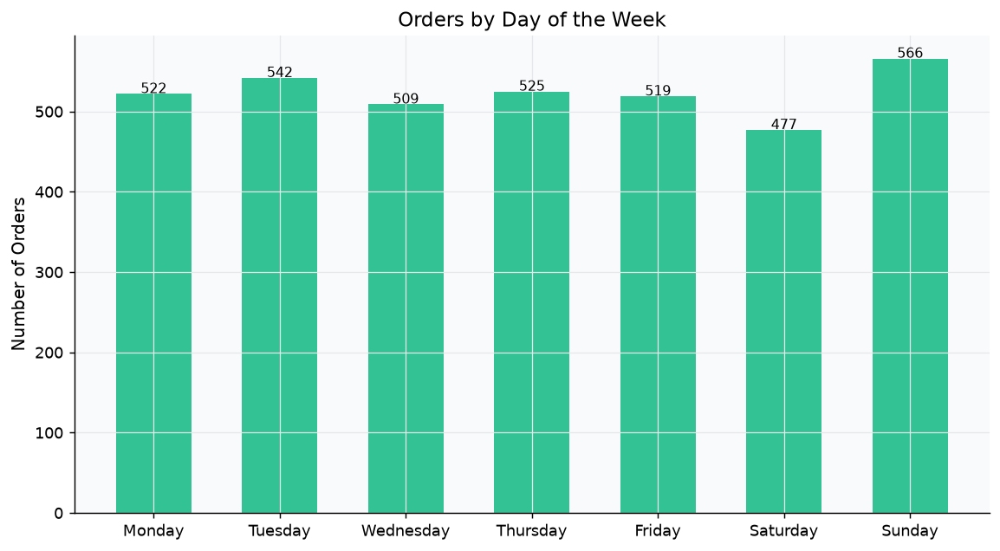 Orders by Day of the Week
Number of Orders
500
400
300
200
100
0
522
542
509
525
519
477
566
Monday
Tuesday
Wednesday
Thursday
Friday
Saturday
Sunday